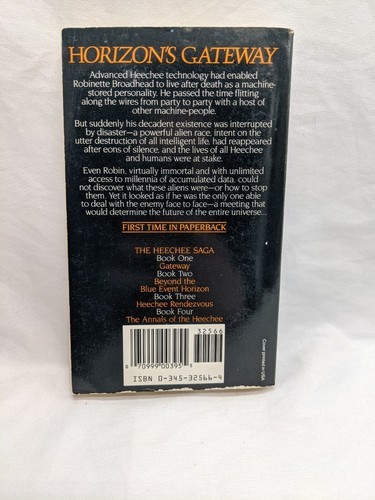 HORIZON'S GATEWAY
Advanced Heechee technology had enabled
Robinette Broadhead to live after death as a machine-
stored personality. He passed the time flitting
along the wires from party to party with a host of
other machine-people.
But suddenly his decadent existence was interrupted
by disaster—a powerful alien race, intent on the
utter destruction of all intelligent life, had reappeared
after eons of silence, and the lives of all Heechee
and humans were at stake.
Even Robin, virtually immortal and with unlimited
access to millennia of accumulated data, could
not discover what these aliens were—or how to stop
them. Yet it looked as if he was the only one able
to deal with the enemy face to face—a meeting that
would determine the future of the entire universe...
FIRST TIME IN PAPERBACK
THE HEECHEE SAGA
Book One
Gateway
Book Two
Beyond the
Blue Event Horizon
Book Three
Heechee Rendezvous
Book Four
The Annals of the Heechee
32566
70999 00395
ISBN 0-345-32566-4
Cover printed in USA